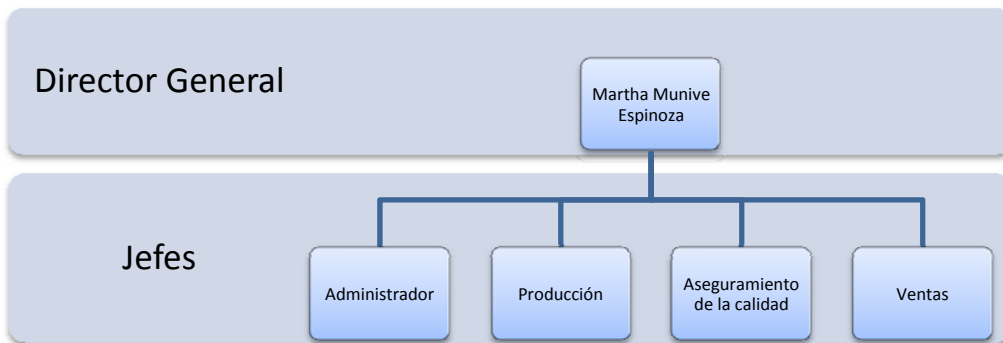 Director General
Martha Munive
Espinoza
Jefes
Administrador
Producción
Aseguramiento
de la calidad
Ventas